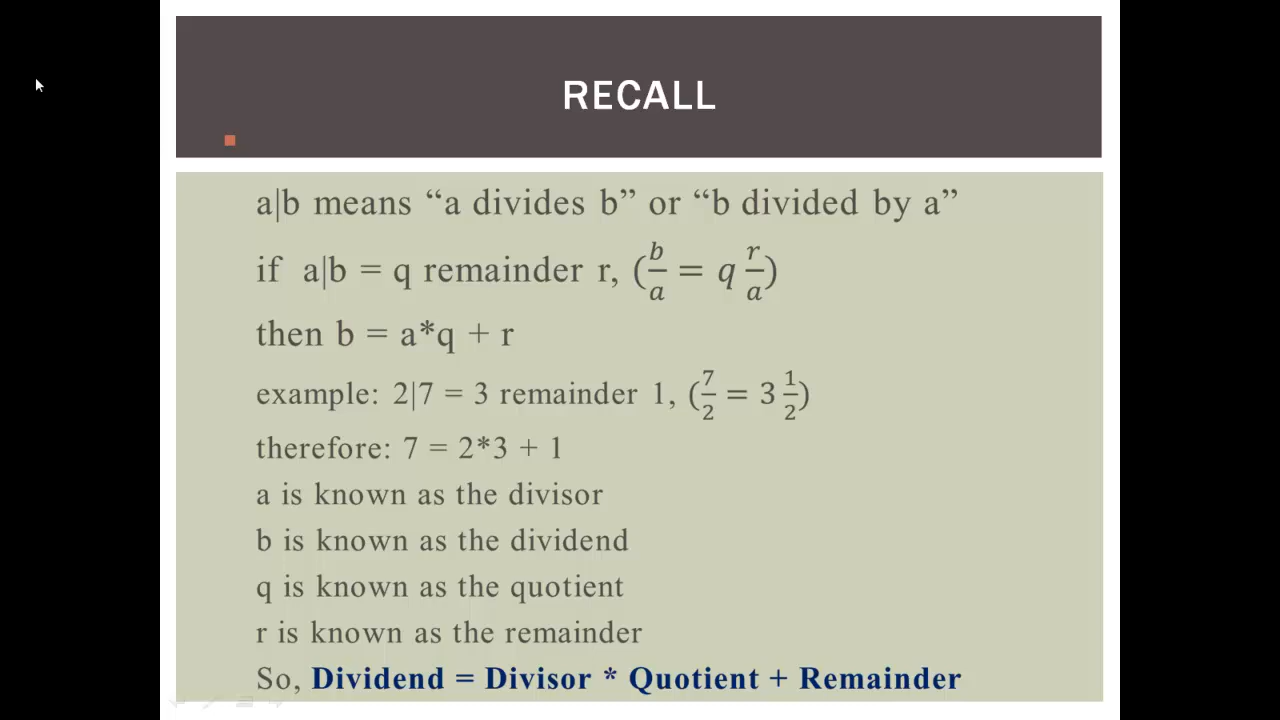 RECALL
a|b means “a divides b” or “b divided by a”
if a|b = q remainder r, (b/a = q r/a)
then b = a*q + r
example: 2|7 = 3 remainder 1, (7/2 = 3 1/2)
therefore: 7 = 2*3 + 1
a is known as the divisor
b is known as the dividend
q is known as the quotient
r is known as the remainder
So, Dividend = Divisor * Quotient + Remainder